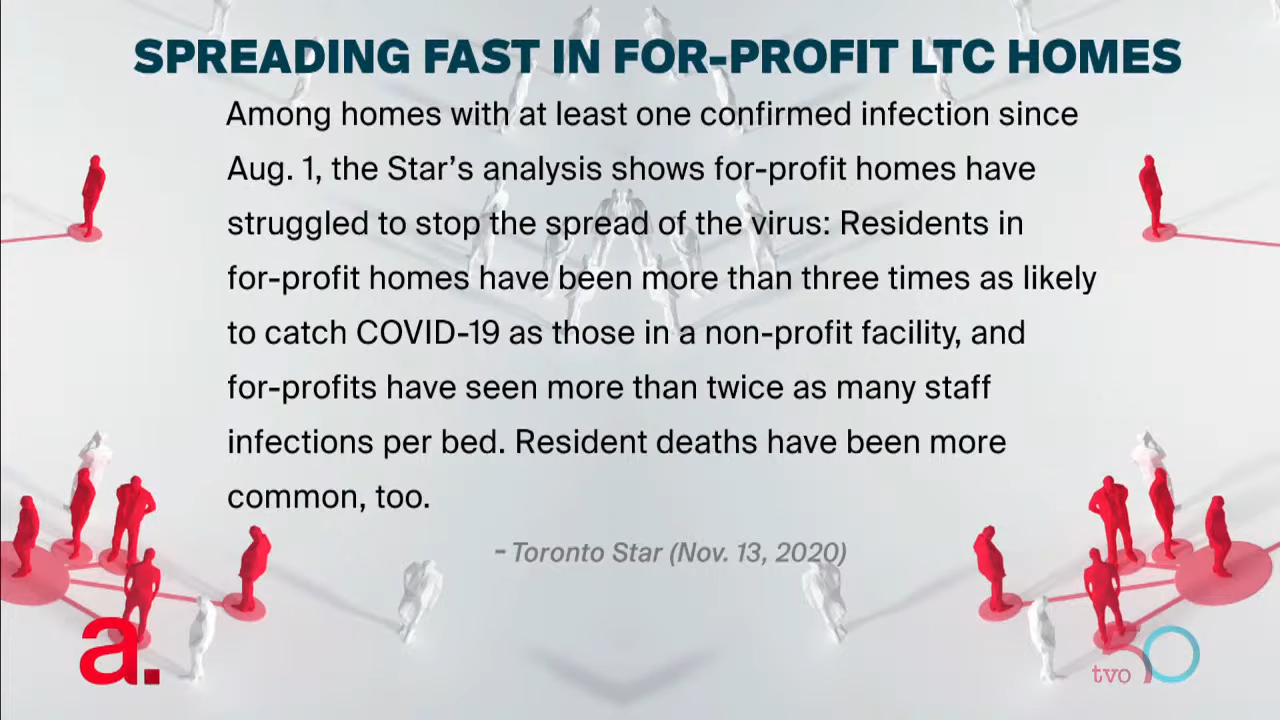 SPREADING FAST IN FOR-PROFIT LTC HOMES
Among homes with at least one confirmed infection since
Aug. 1, the Star’s analysis shows for-profit homes have
struggled to stop the spread of the virus: Residents in
for-profit homes have been more than three times as likely
to catch COVID-19 as those in a non-profit facility, and
for-profits have seen more than twice as many staff
infections per bed. Resident deaths have been more
common, too.
– Toronto Star (Nov. 13, 2020)
a.
tvo 50